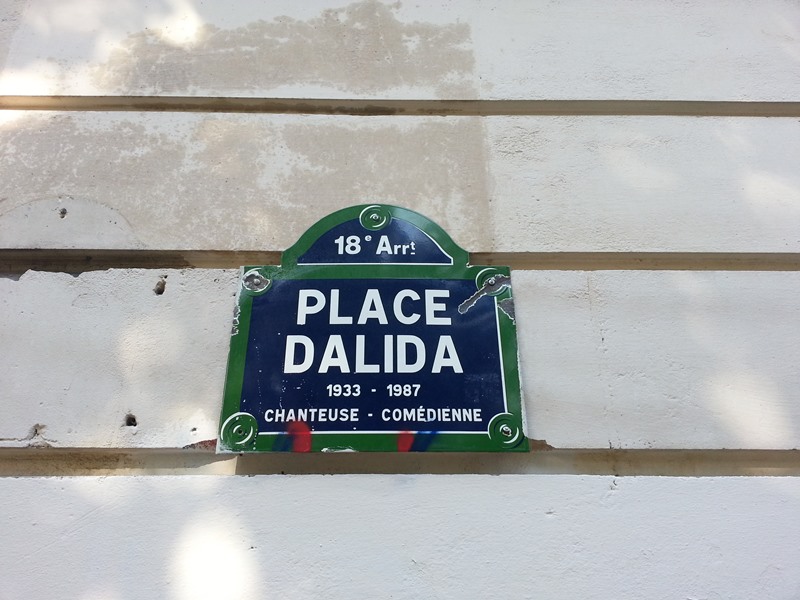 18e Arrt
PLACE
DALIDA
1933 - 1987
CHANTEUSE - COMÉDIENNE